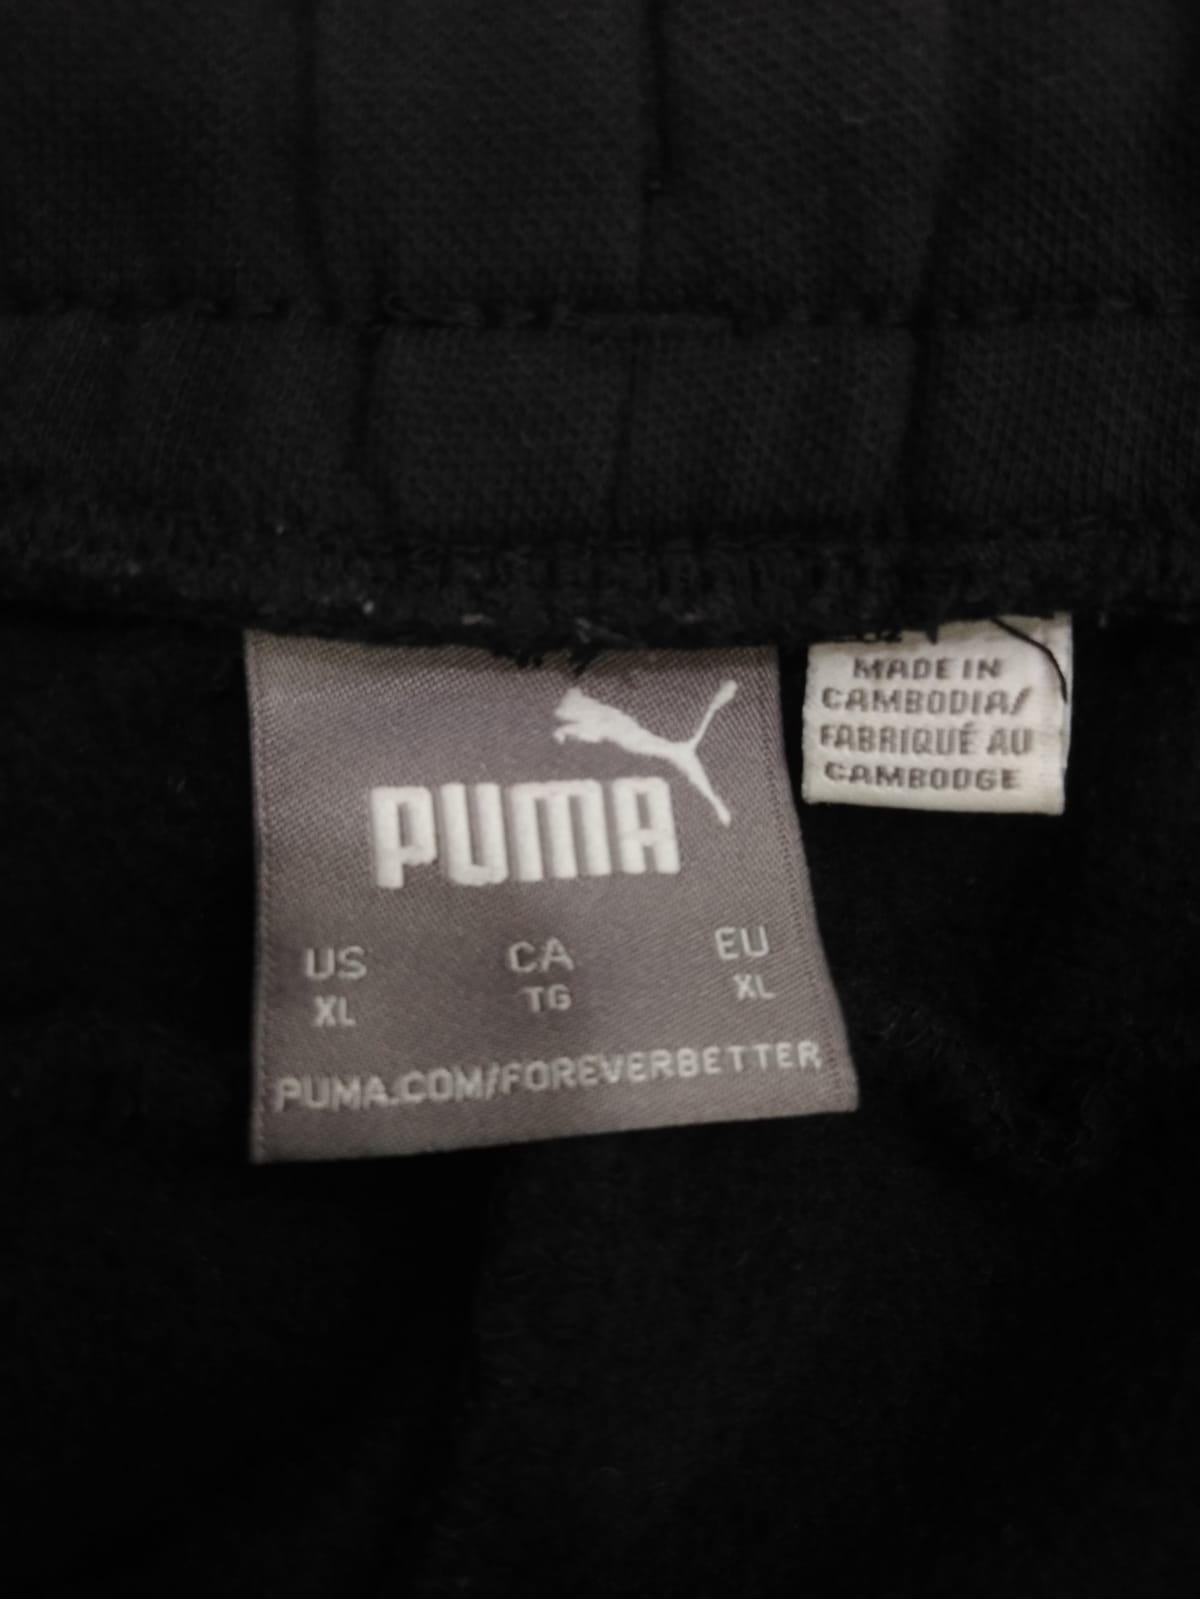 PUMA
US CA EU
XL TG XL
PUMA.COM/FOREVERBETTER
MADE IN
CAMBODIA/
FABRIQUÉ AU
CAMBODGE